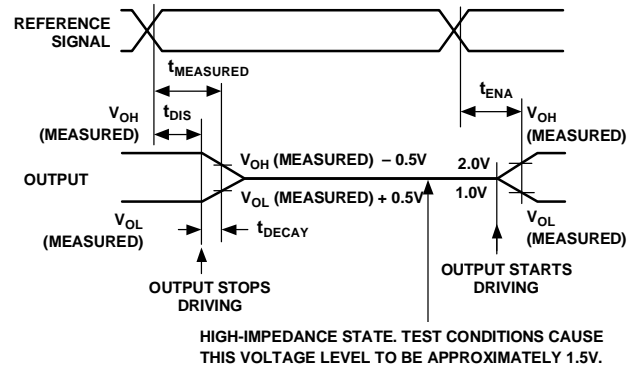 REFERENCE
SIGNAL
tMEASURED
tDIS
tENA
VOH
(MEASURED)
VOH
(MEASURED)
VOH (MEASURED) – 0.5V
2.0V
OUTPUT
VOL (MEASURED) + 0.5V
1.0V
VOL
(MEASURED)
tDECAY
VOL
(MEASURED)
OUTPUT STOPS
DRIVING
OUTPUT STARTS
DRIVING
HIGH-IMPEDANCE STATE. TEST CONDITIONS CAUSE
THIS VOLTAGE LEVEL TO BE APPROXIMATELY 1.5V.